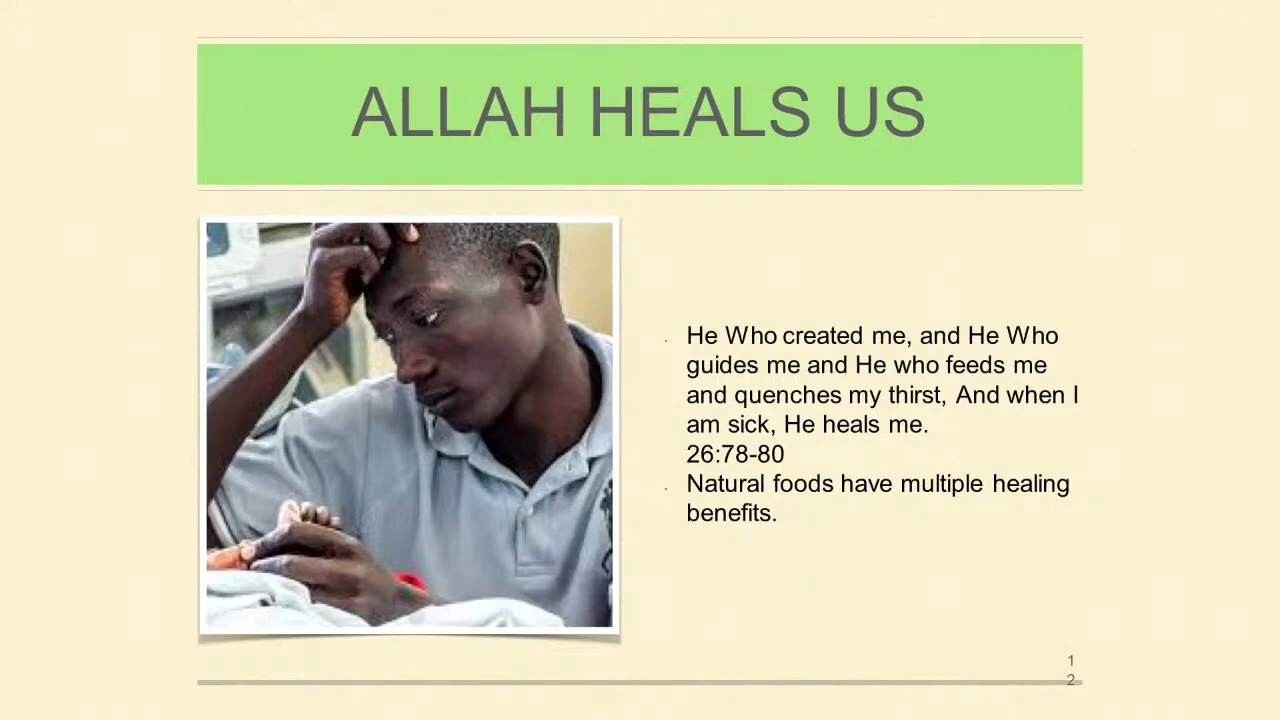 ALLAH HEALS US
He Who created me, and He Who
guides me and He who feeds me
and quenches my thirst, And when I
am sick, He heals me.
26:78-80
Natural foods have multiple healing
benefits.
1
2